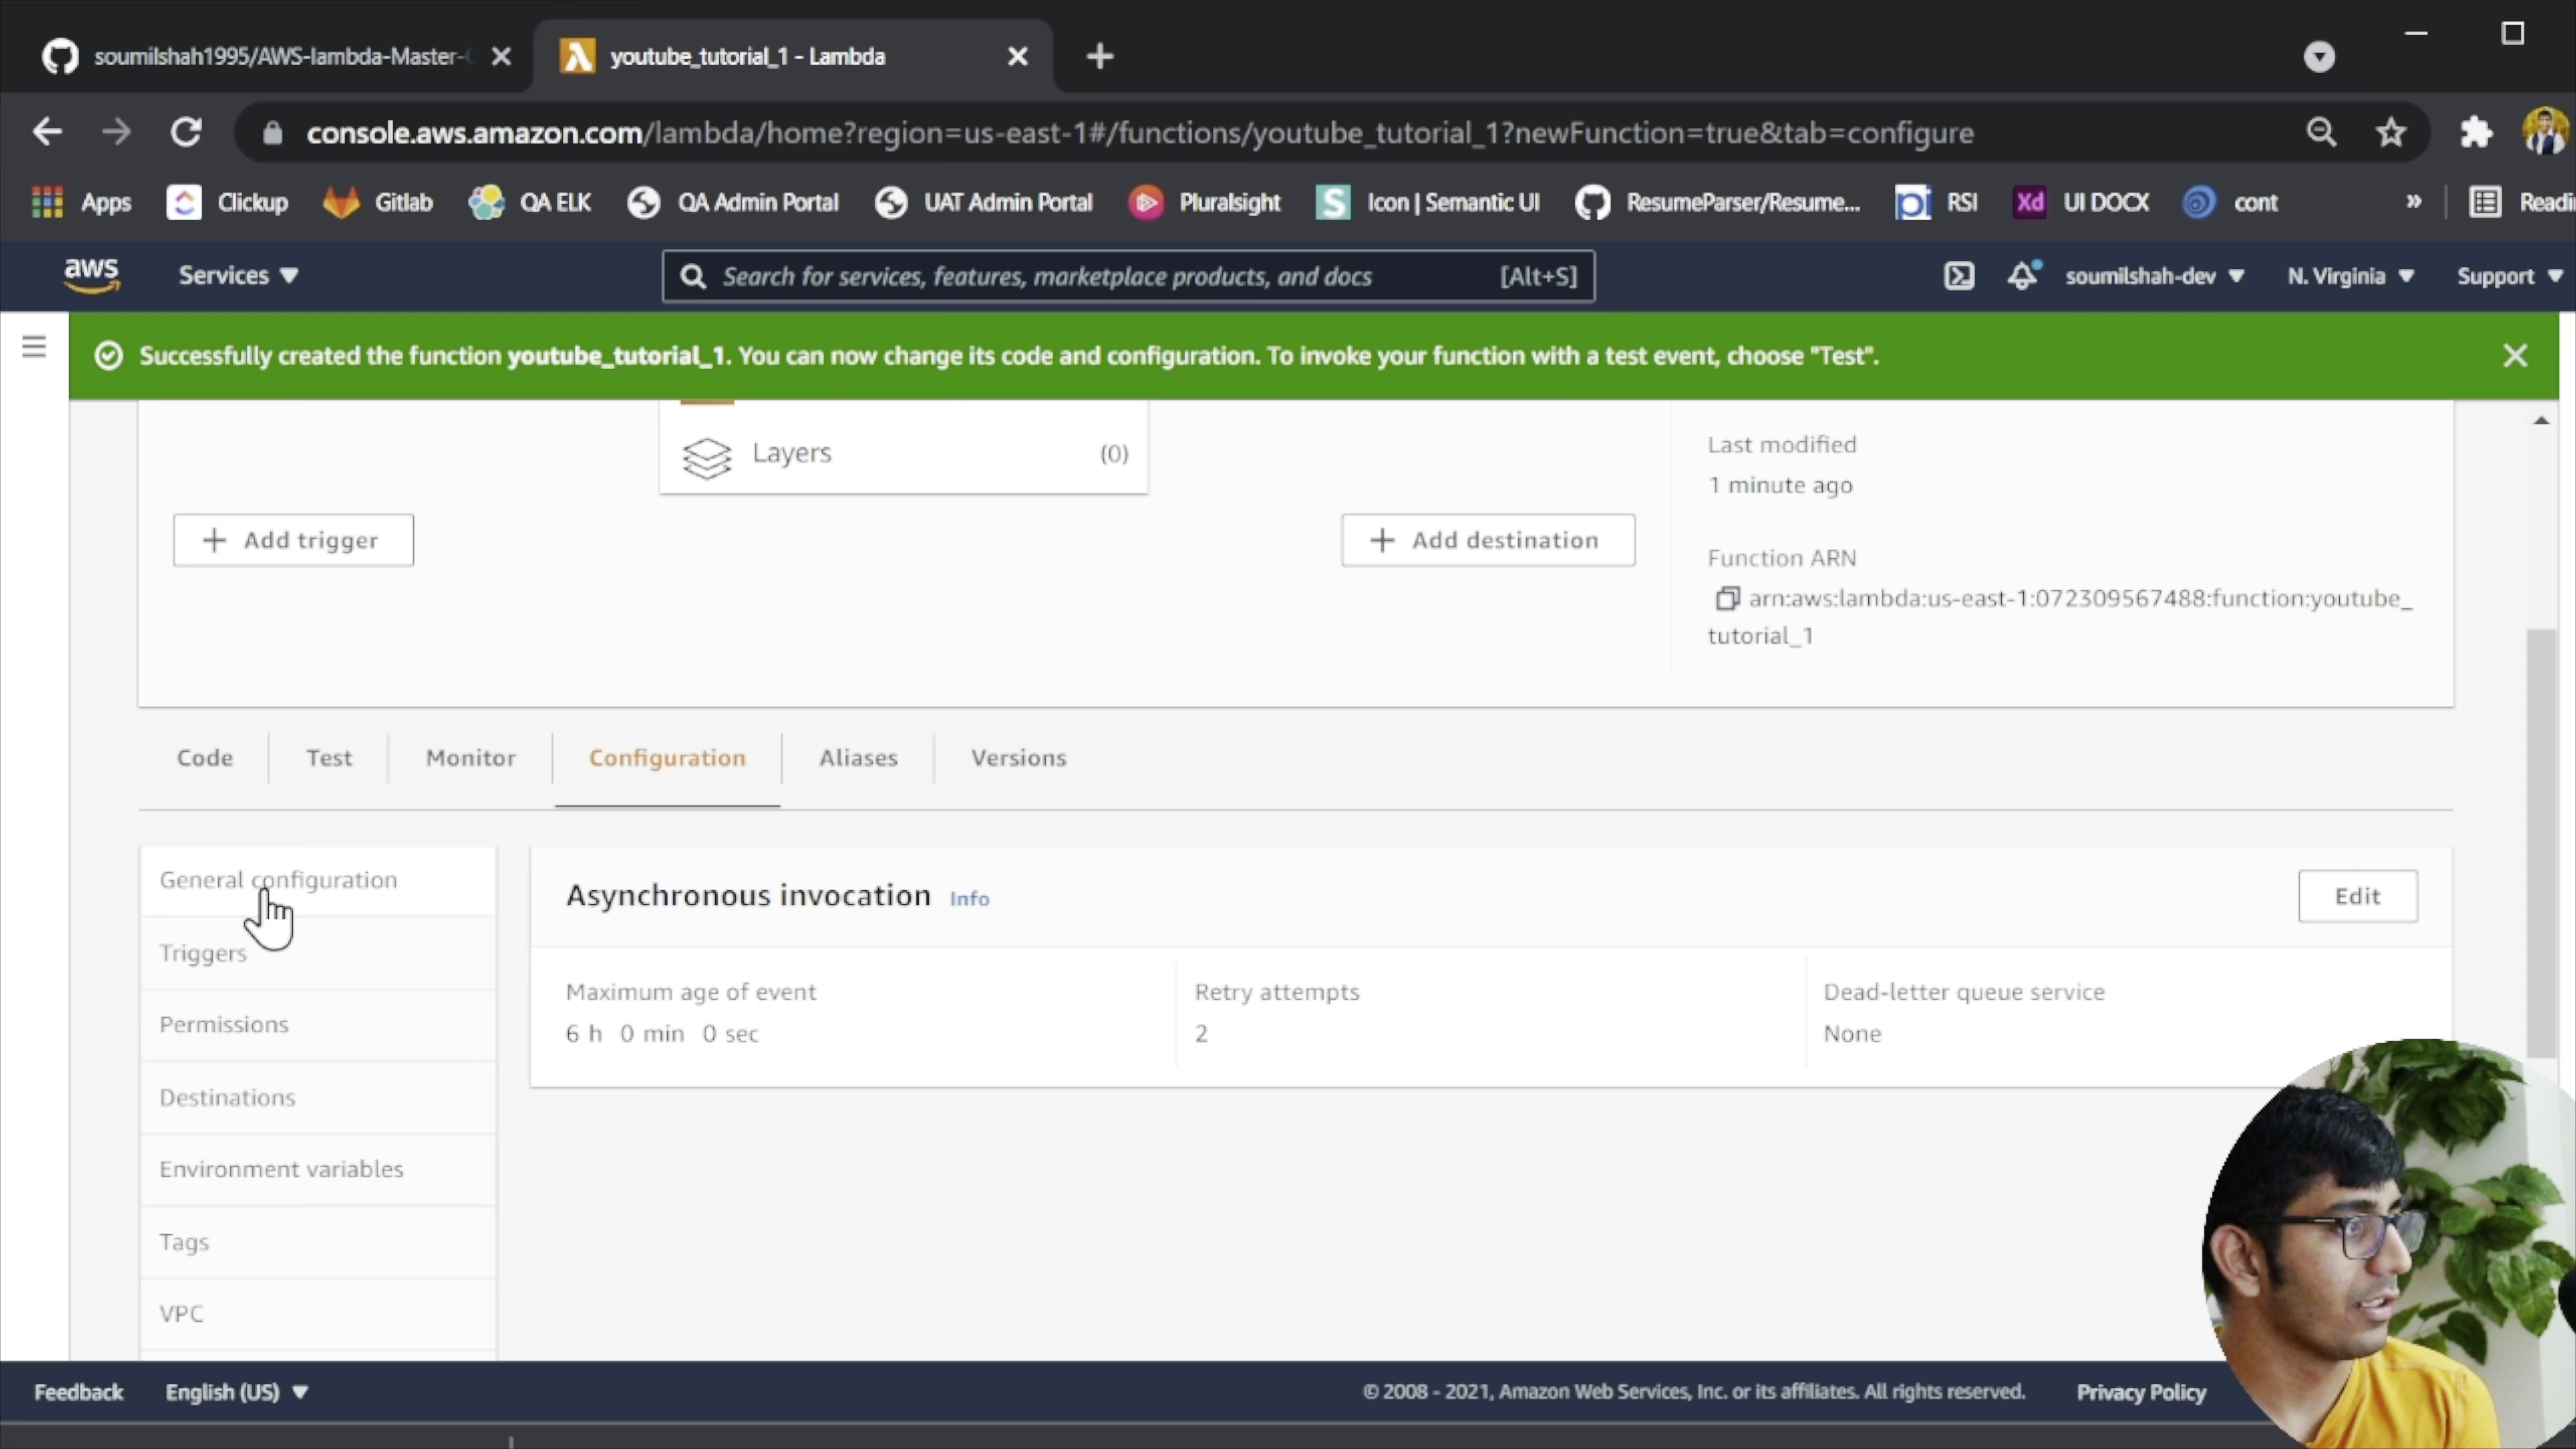 soumilshah1995/AWS-lambda-Master-
youtube_tutorial_1 - Lambda
console.aws.amazon.com/lambda/home?region=us-east-1#/functions/youtube_tutorial_1?newFunction=true&tab=configure
Apps Clickup Gitlab QA ELK QA Admin Portal UAT Admin Portal Pluralsight Icon | Semantic UI ResumeParser/Resume... RSI Xd UI DOCX cont » Readi
aws Services Search for services, features, marketplace products, and docs [Alt+S] soumilshah-dev N. Virginia Support
Successfully created the function youtube_tutorial_1. You can now change its code and configuration. To invoke your function with a test event, choose "Test".
Layers (0)
Last modified
1 minute ago
+ Add trigger
+ Add destination
Function ARN
arn:aws:lambda:us-east-1:072309567488:function:youtube_
tutorial_1
Code Test Monitor Configuration Aliases Versions
General configuration
Triggers
Permissions
Destinations
Environment variables
Tags
VPC
Asynchronous invocation Info
Edit
Maximum age of event
6 h 0 min 0 sec
Retry attempts
2
Dead-letter queue service
None
Feedback English (US) © 2008 - 2021, Amazon Web Services, Inc. or its affiliates. All rights reserved. Privacy Policy